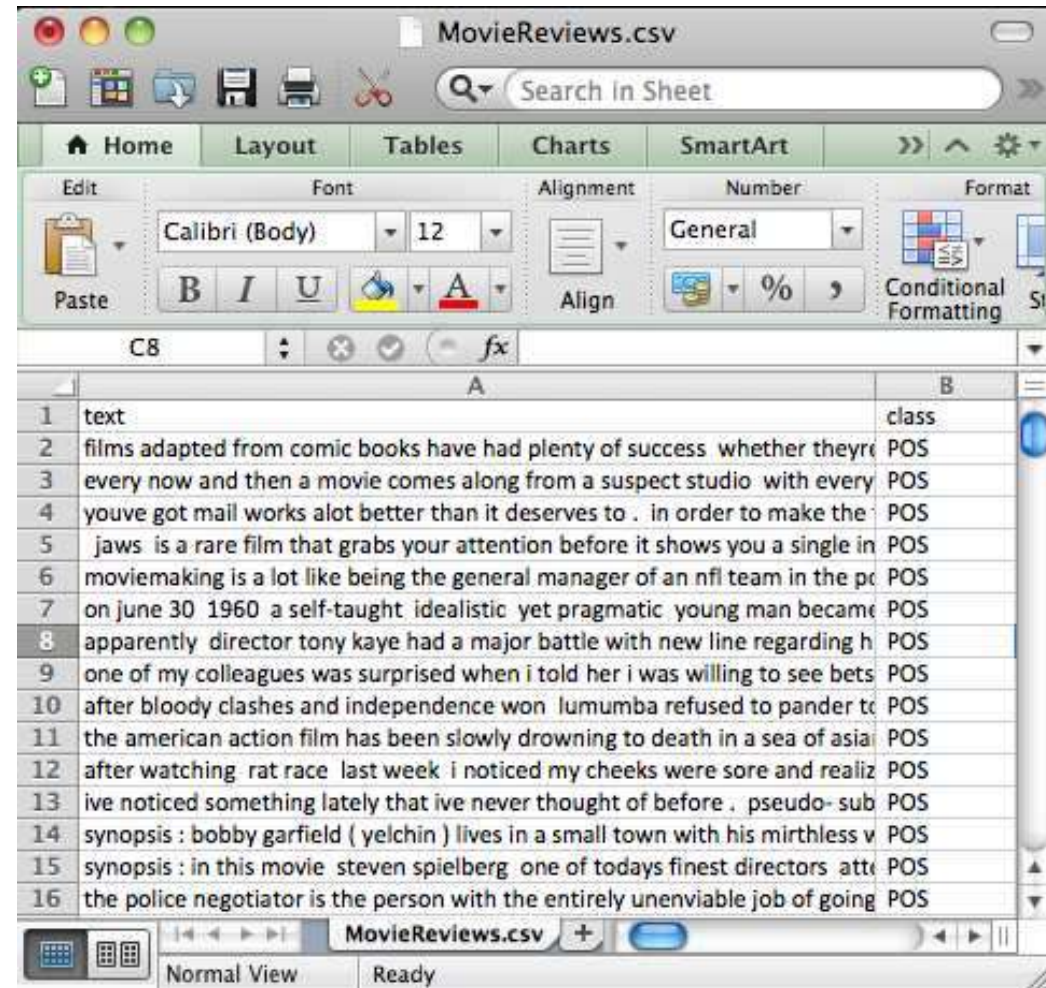 MovieReviews.csv
Search in Sheet
Home Layout Tables Charts SmartArt
Edit Font Alignment Number Format
Calibri (Body) 12 General
Paste B I U A Align % Conditional Formatting
C8 fx
A B
1 text class
2 films adapted from comic books have had plenty of success whether POS
3 every now and then a movie comes along from a suspect studio with every POS
4 youve got mail works alot better than it deserves to . in order to make the POS
5 jaws is a rare film that grabs your attention before it shows you a single POS
6 moviemaking is a lot like being the general manager of an nfl team in the POS
7 on june 30 1960 a self-taught idealistic yet pragmatic young man became POS
8 apparently director tony kaye had a major battle with new line regarding POS
9 one of my colleagues was surprised when i told her i was willing to see bets POS
10 after bloody clashes and independence won lumumba refused to pander POS
11 the american action film has been slowly drowning to death in a sea of POS
12 after watching rat race last week i noticed my cheeks were sore and realiz POS
13 ive noticed something lately that ive never thought of before . pseudo- sub POS
14 synopsis : bobby garfield ( yelchin ) lives in a small town with his mirthless POS
15 synopsis : in this movie steven spielberg one of todays finest directors POS
16 the police negotiator is the person with the entirely unenviable job of going POS
MovieReviews.csv +
Normal View Ready